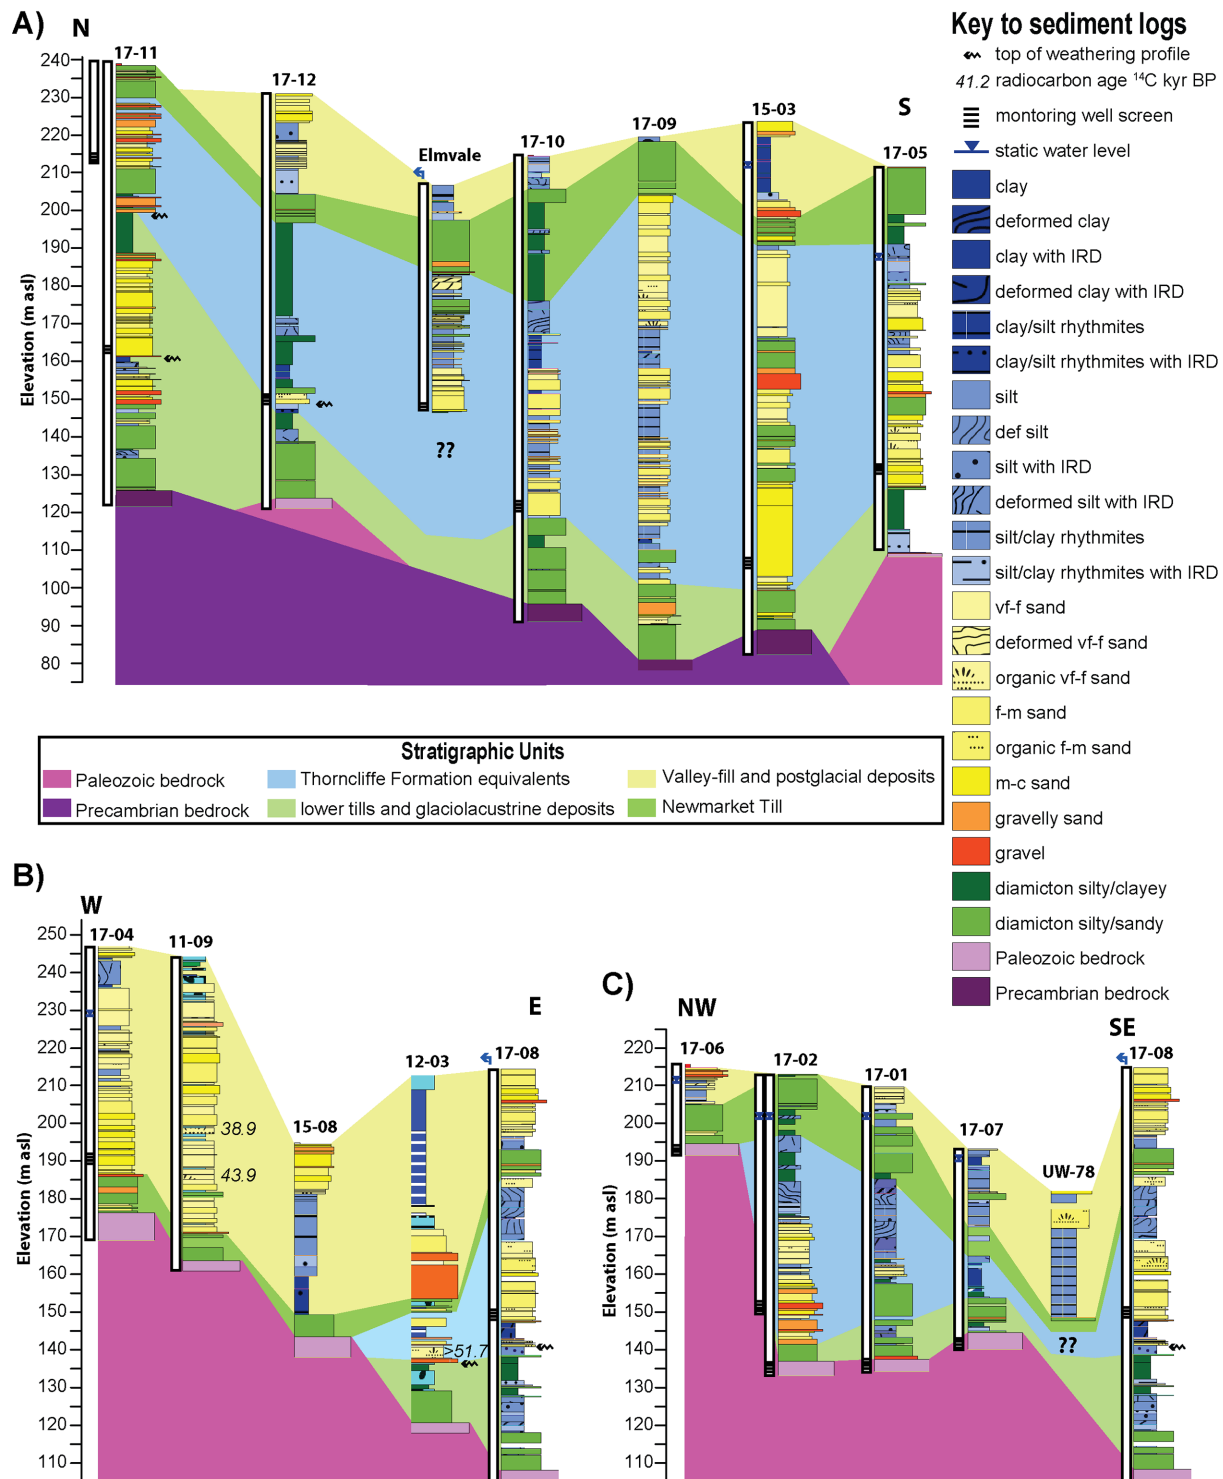 A)
N
17-11
17-12
Elmvale
17-10
17-09
15-03
S
17-05
Elevation (m asl)
240
230
220
210
200
190
180
170
160
150
140
130
120
110
100
90
80
??
Stratigraphic Units
Paleozoic bedrock
Thorncliffe Formation equivalents
Valley-fill and postglacial deposits
Precambrian bedrock
lower tills and glaciolacustrine deposits
Newmarket Till
Key to sediment logs
top of weathering profile
41.2 radiocarbon age ¹⁴C kyr BP
montoring well screen
static water level
clay
deformed clay
clay with IRD
deformed clay with IRD
clay/silt rhythmites
clay/silt rhythmites with IRD
silt
def silt
silt with IRD
deformed silt with IRD
silt/clay rhythmites
silt/clay rhythmites with IRD
vf-f sand
deformed vf-f sand
organic vf-f sand
f-m sand
organic f-m sand
m-c sand
gravelly sand
gravel
diamicton silty/clayey
diamicton silty/sandy
Paleozoic bedrock
Precambrian bedrock
B)
W
17-04
11-09
15-08
12-03
E
17-08
Elevation (m asl)
250
240
230
220
210
200
190
180
170
160
150
140
130
120
110
38.9
43.9
>51.7
C)
NW
17-06
17-02
17-01
17-07
UW-78
SE
17-08
Elevation (m asl)
220
210
200
190
180
170
160
150
140
130
120
110
??